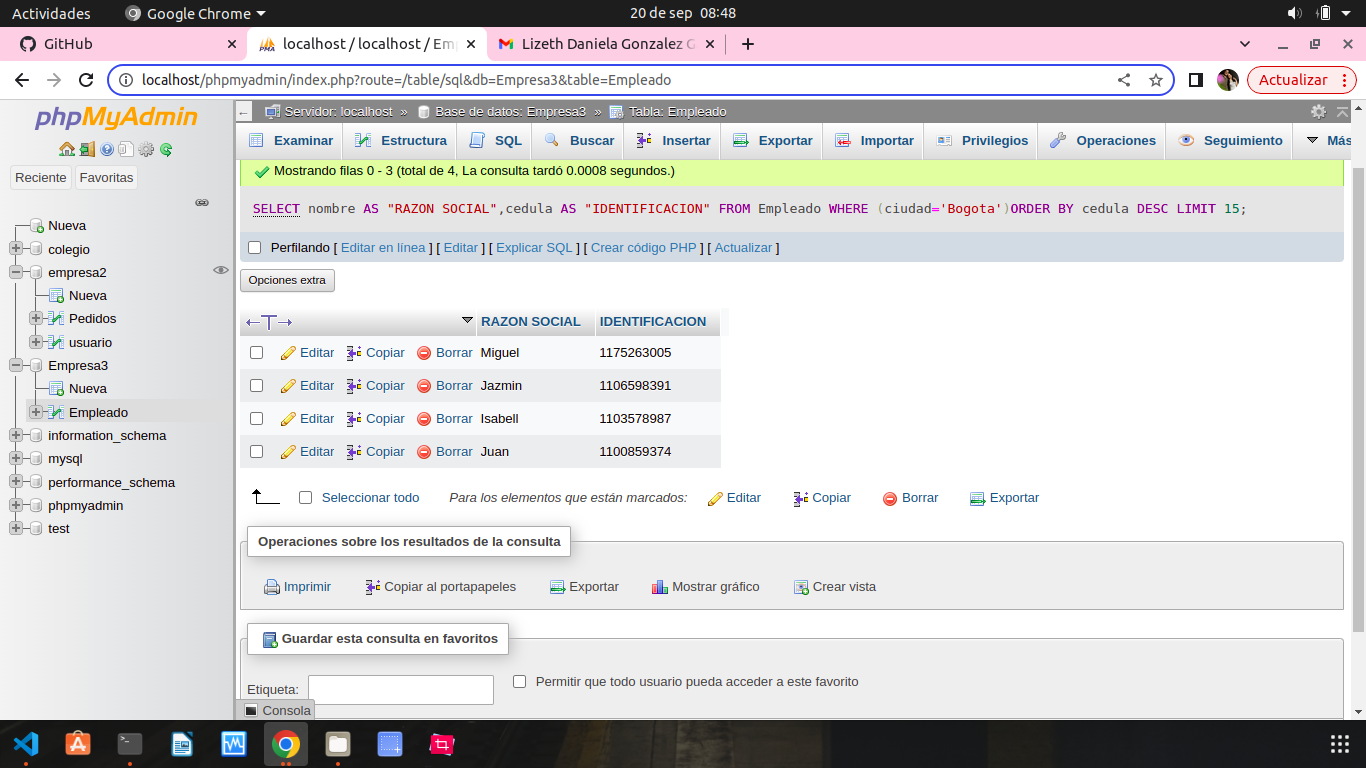 Actividades Google Chrome 20 de sep 08:48
GitHub localhost / localhost / Em Lizeth Daniela Gonzalez G
localhost/phpmyadmin/index.php?route=/table/sql&db=Empresa3&table=Empleado Actualizar
phpMyAdmin
Reciente Favoritas
Nueva
colegio
empresa2
Nueva
Pedidos
usuario
Empresa3
Nueva
Empleado
information_schema
mysql
performance_schema
phpmyadmin
test
Servidor: localhost » Base de datos: Empresa3 » Tabla: Empleado
Examinar Estructura SQL Buscar Insertar Exportar Importar Privilegios Operaciones Seguimiento Más
Mostrando filas 0 - 3 (total de 4, La consulta tardó 0.0008 segundos.)
SELECT nombre AS "RAZON SOCIAL",cedula AS "IDENTIFICACION" FROM Empleado WHERE (ciudad='Bogota')ORDER BY cedula DESC LIMIT 15;
Perfilando [ Editar en línea ] [ Editar ] [ Explicar SQL ] [ Crear código PHP ] [ Actualizar ]
Opciones extra
RAZON SOCIAL IDENTIFICACION
Editar Copiar Borrar Miguel 1175263005
Editar Copiar Borrar Jazmin 1106598391
Editar Copiar Borrar Isabell 1103578987
Editar Copiar Borrar Juan 1100859374
Seleccionar todo Para los elementos que están marcados: Editar Copiar Borrar Exportar
Operaciones sobre los resultados de la consulta
Imprimir Copiar al portapapeles Exportar Mostrar gráfico Crear vista
Guardar esta consulta en favoritos
Etiqueta: Permitir que todo usuario pueda acceder a este favorito
Consola